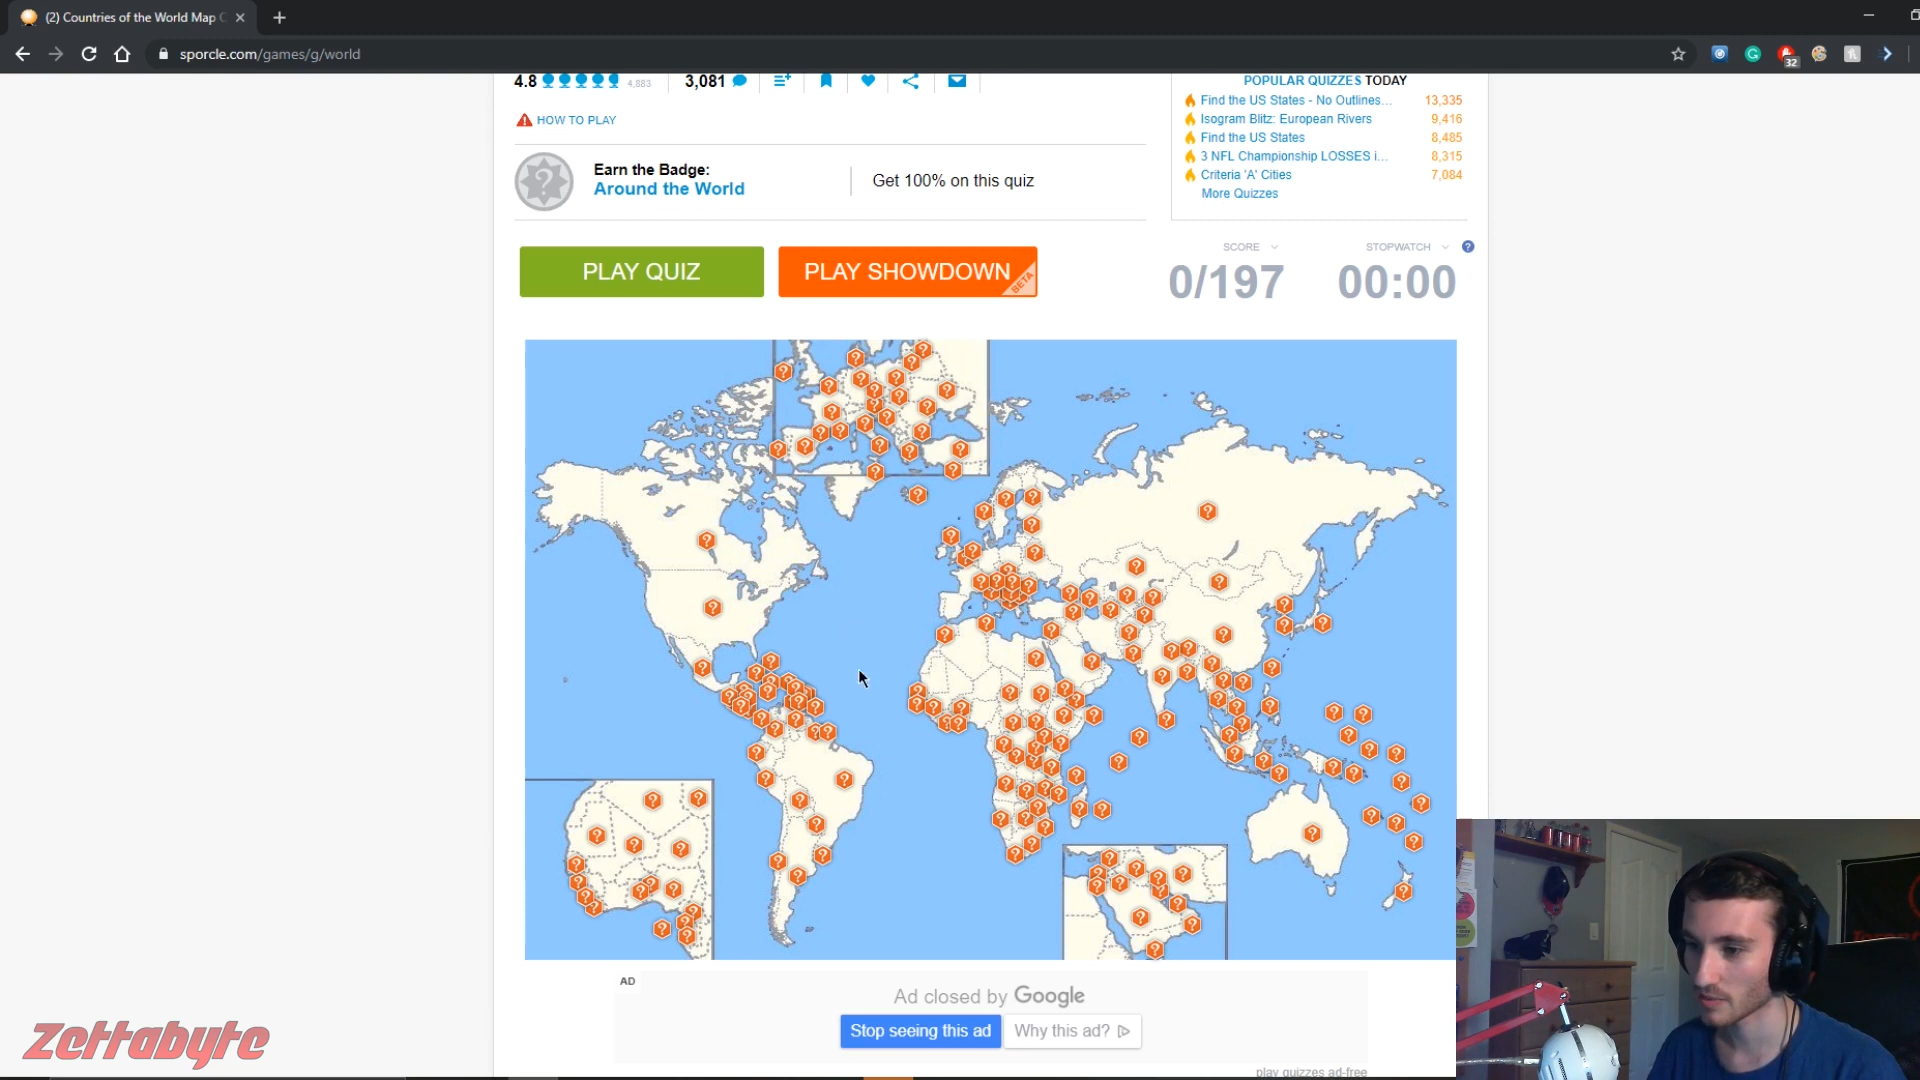 (2) Countries of the World Map
sporcle.com/games/g/world
32
4.8 4,883 3,081
HOW TO PLAY
Earn the Badge:
Around the World
Get 100% on this quiz
POPULAR QUIZZES TODAY
Find the US States - No Outlines... 13,335
Isogram Blitz: European Rivers 9,416
Find the US States 8,485
3 NFL Championship LOSSES i... 8,315
Criteria 'A' Cities 7,084
More Quizzes
PLAY QUIZ
PLAY SHOWDOWN
BETA
SCORE
0/197
STOPWATCH
00:00
AD
Ad closed by Google
Stop seeing this ad
Why this ad?
play quizzes ad-free
Zettabyte